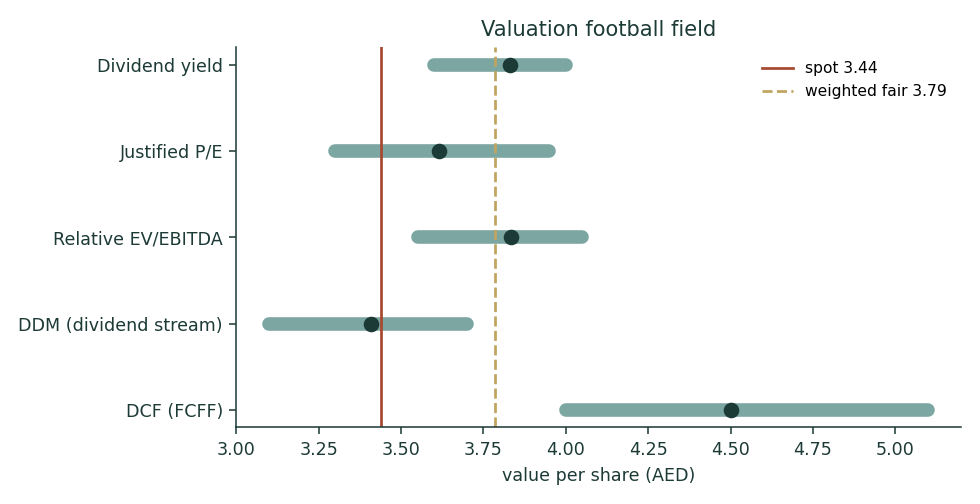 Valuation football field
spot 3.44
weighted fair 3.79
Dividend yield
Justified P/E
Relative EV/EBITDA
DDM (dividend stream)
DCF (FCFF)
3.00 3.25 3.50 3.75 4.00 4.25 4.50 4.75 5.00
value per share (AED)